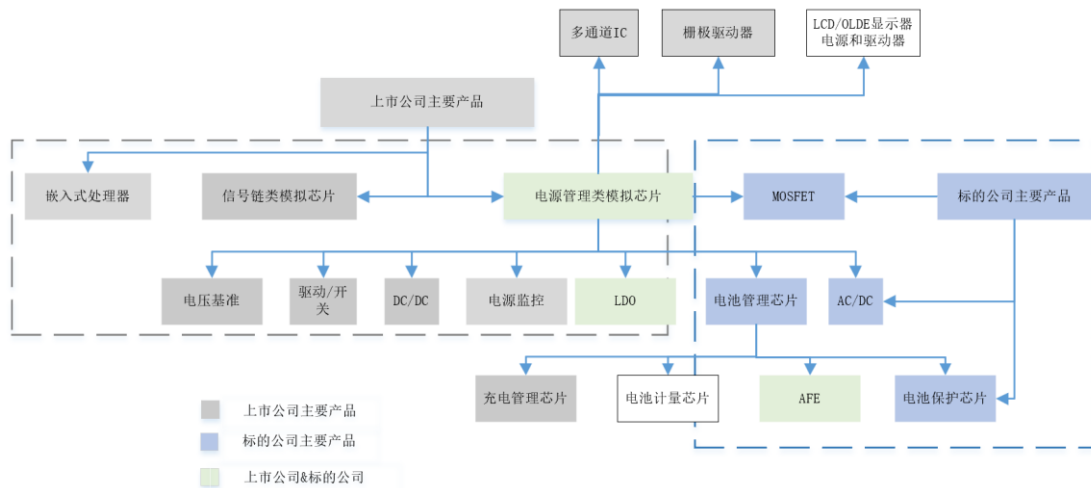 多通道IC
栅极驱动器
LCD/OLDE显示器
电源和驱动器
上市公司主要产品
嵌入式处理器
信号链类模拟芯片
电源管理类模拟芯片
MOSFET
标的公司主要产品
电压基准
驱动/开
关
DC/DC
电源监控
LDO
电池管理芯片
AC/DC
充电管理芯片
电池计量芯片
AFE
电池保护芯片
上市公司主要产品
标的公司主要产品
上市公司&标的公司